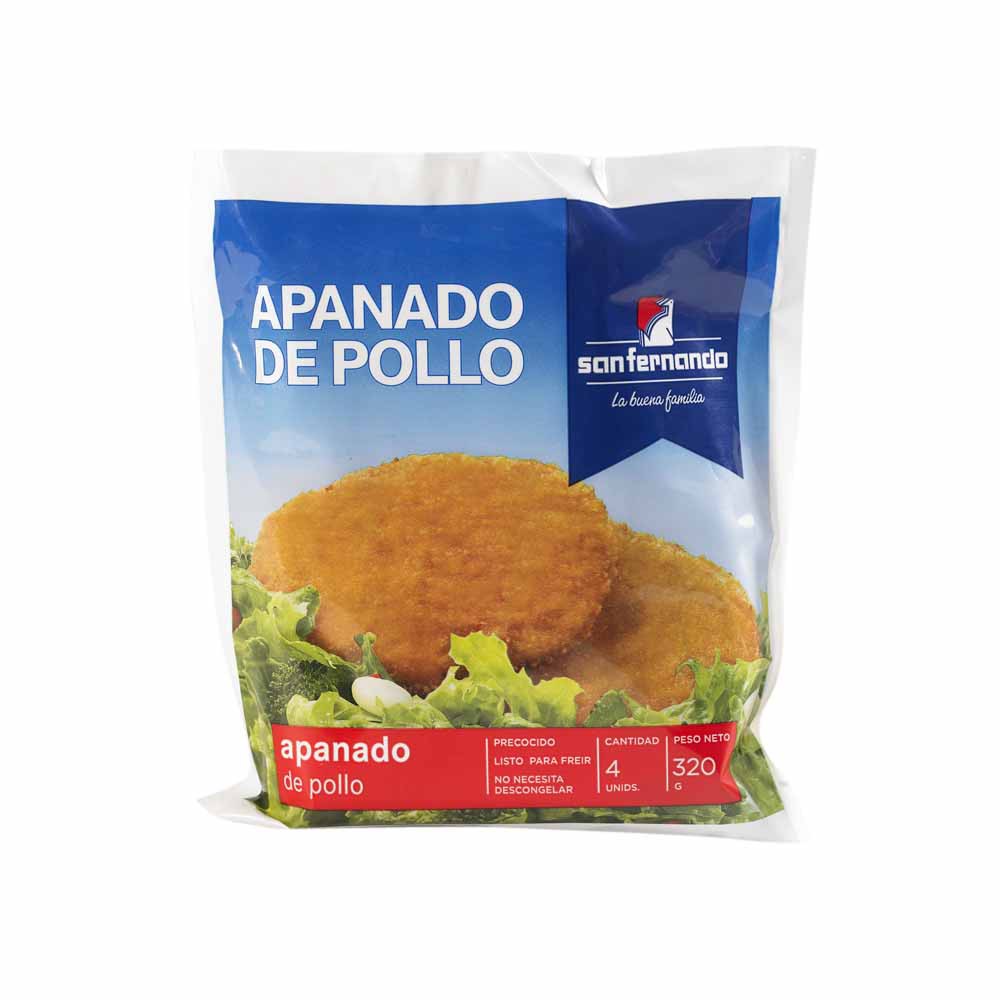 APANADO
DE POLLO
sanfernando
La buena familia
apanado
de pollo
PRECOCIDO
LISTO PARA FREIR
NO NECESITA
DESCONGELAR
CANTIDAD
4
UNIDS.
PESO NETO
320
G